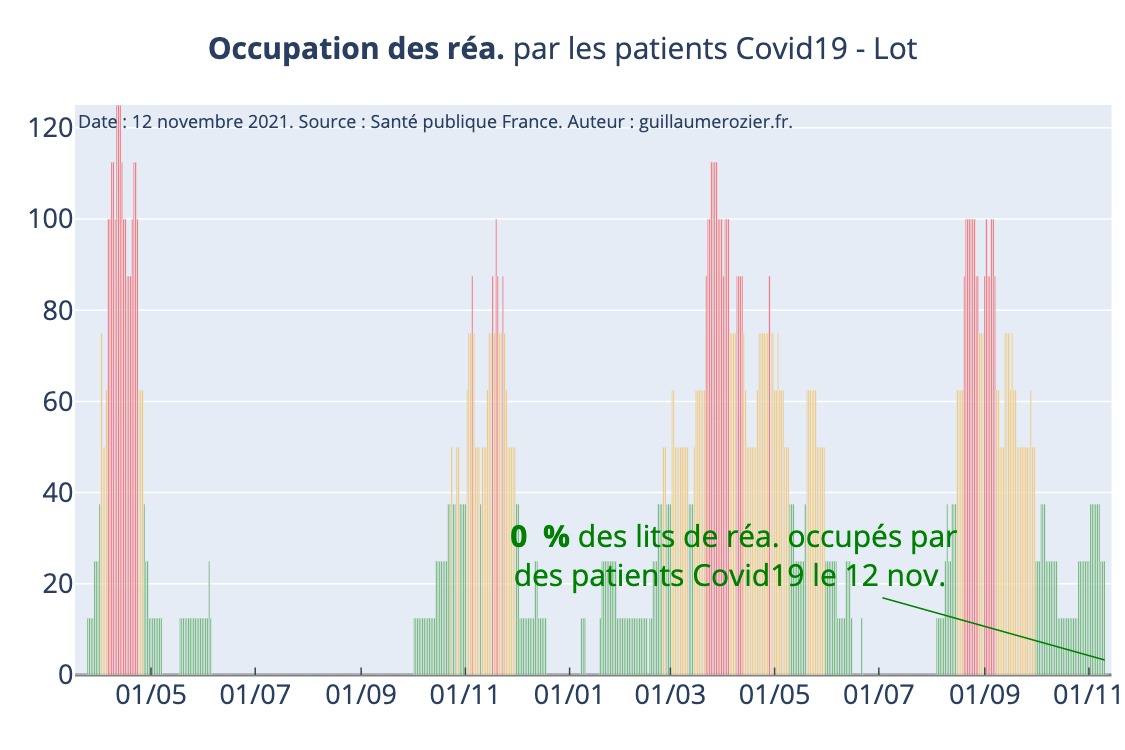 Occupation des réa. par les patients Covid19 - Lot
Date : 12 novembre 2021. Source : Santé publique France. Auteur : guillaumerozier.fr.
120
100
80
60
40
20
0
0 % des lits de réa. occupés par
des patients Covid19 le 12 nov.
01/05 01/07 01/09 01/11 01/01 01/03 01/05 01/07 01/09 01/11